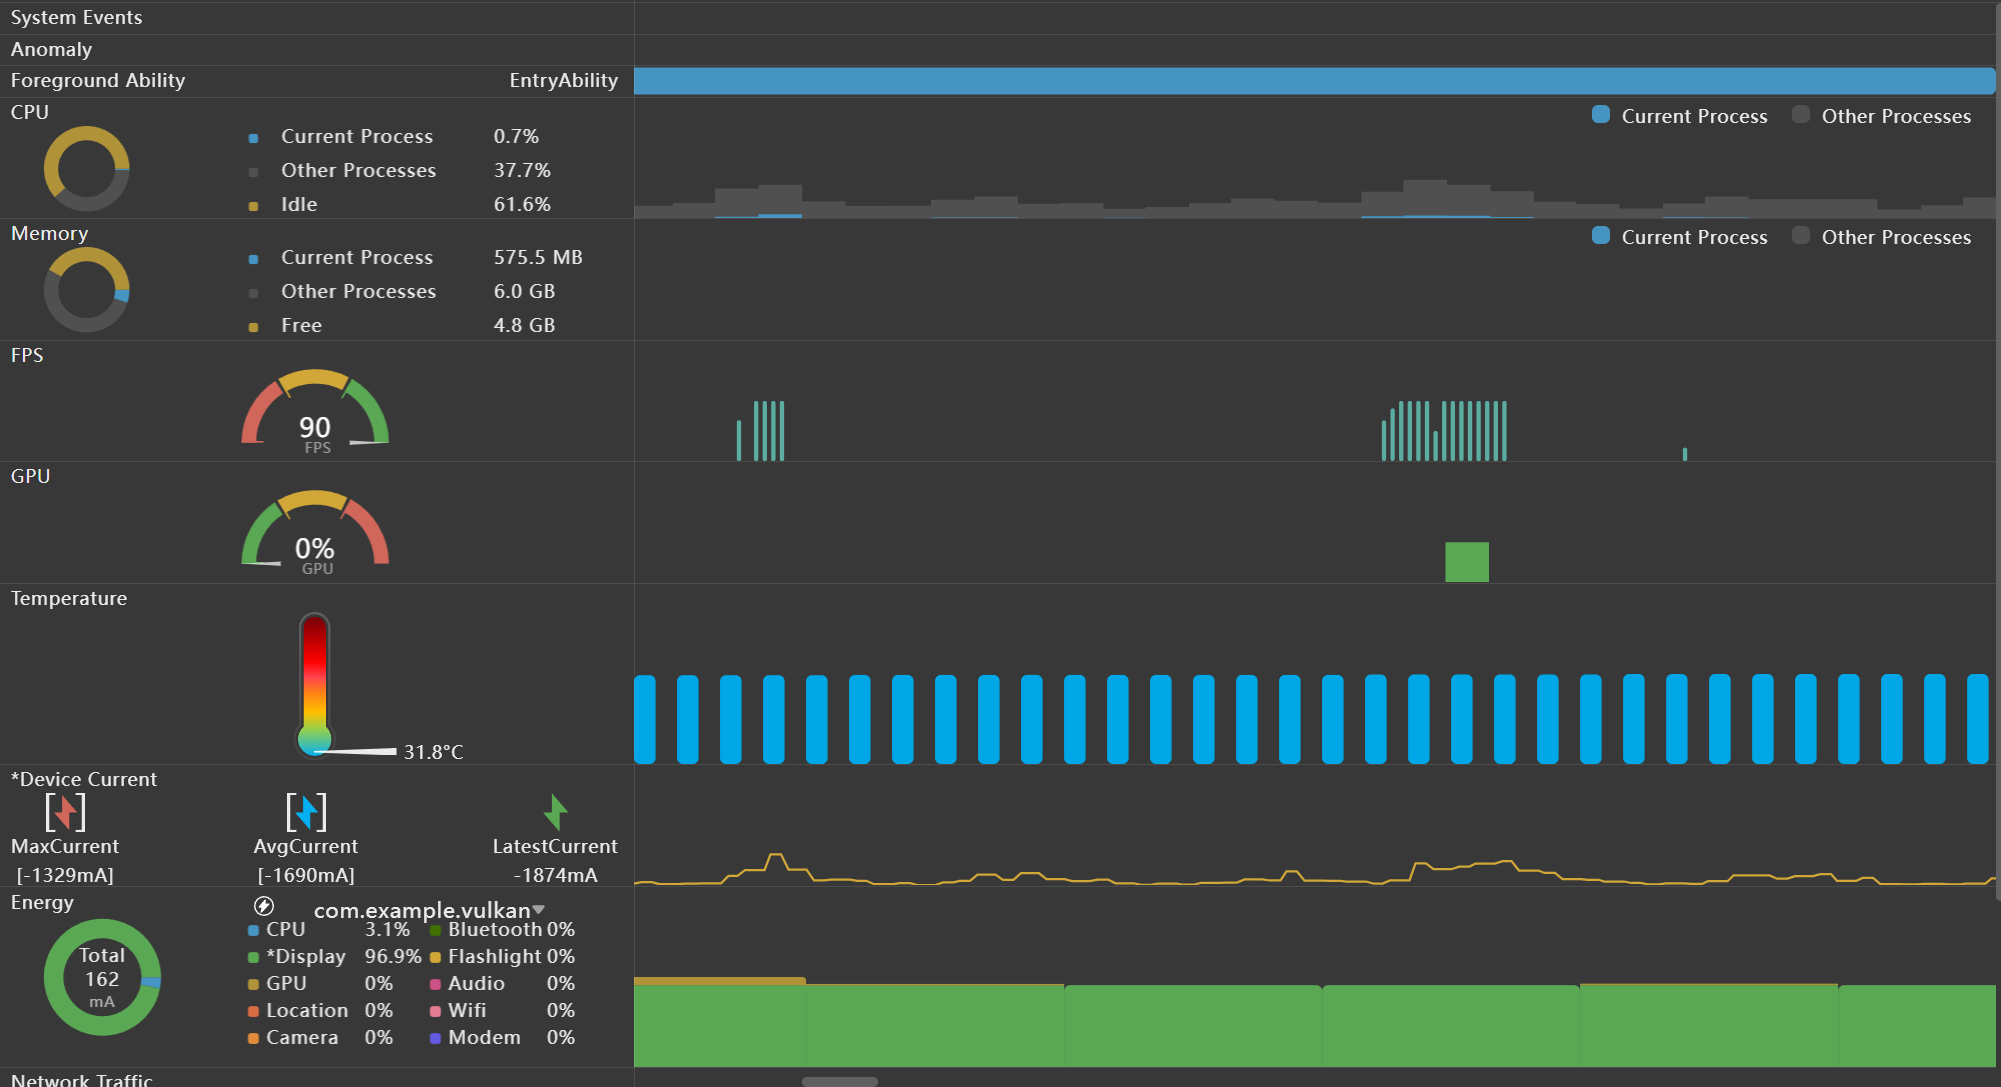 System Events
Anomaly
Foreground Ability EntryAbility
CPU
Current Process 0.7%
Other Processes 37.7%
Idle 61.6%
Current Process Other Processes
Memory
Current Process 575.5 MB
Other Processes 6.0 GB
Free 4.8 GB
Current Process Other Processes
FPS
90
FPS
GPU
0%
GPU
Temperature
31.8°C
*Device Current
MaxCurrent AvgCurrent LatestCurrent
[-1329mA] [-1690mA] -1874mA
Energy
com.example.vulkan
Total
162
mA
CPU 3.1% Bluetooth 0%
*Display 96.9% Flashlight 0%
GPU 0% Audio 0%
Location 0% Wifi 0%
Camera 0% Modem 0%
Network Traffic